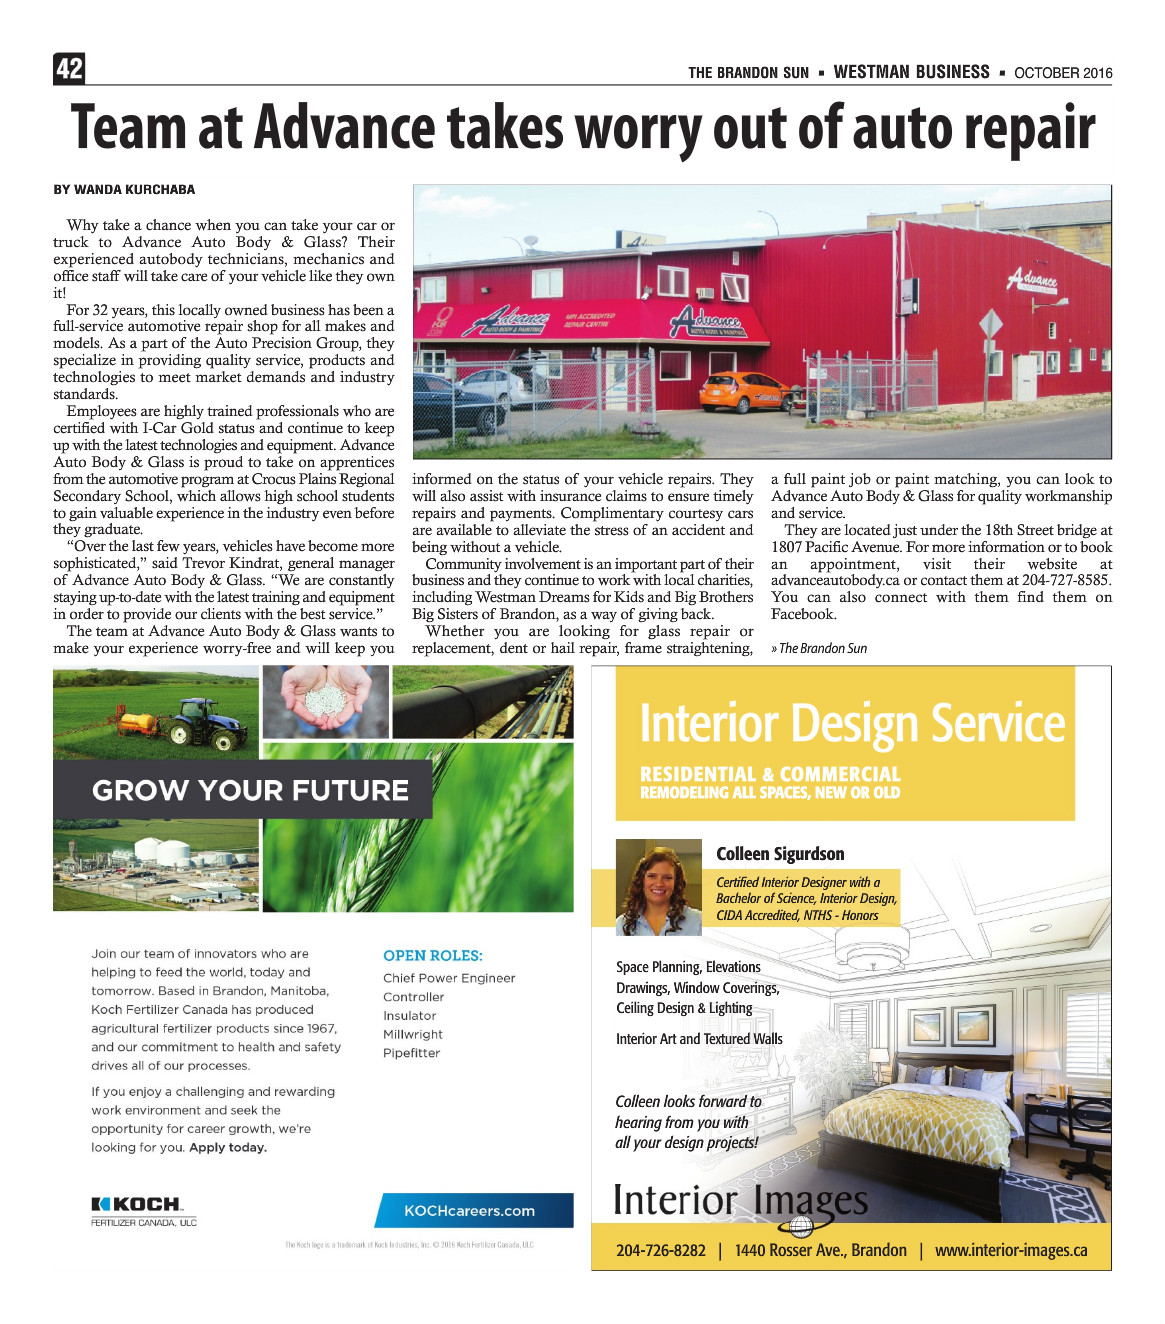 42
THE BRANDON SUN ▪ WESTMAN BUSINESS ▪ OCTOBER 2016
Team at Advance takes worry out of auto repair
BY WANDA KURCHABA
Why take a chance when you can take your car or
truck to Advance Auto Body & Glass? Their
experienced autobody technicians, mechanics and
office staff will take care of your vehicle like they own
it!
For 32 years, this locally owned business has been a
full-service automotive repair shop for all makes and
models. As a part of the Auto Precision Group, they
specialize in providing quality service, products and
technologies to meet market demands and industry
standards.
Employees are highly trained professionals who are
certified with I-Car Gold status and continue to keep
up with the latest technologies and equipment. Advance
Auto Body & Glass is proud to take on apprentices
from the automotive program at Crocus Plains Regional
Secondary School, which allows high school students
to gain valuable experience in the industry even before
they graduate.
“Over the last few years, vehicles have become more
sophisticated,” said Trevor Kindrat, general manager
of Advance Auto Body & Glass. “We are constantly
staying up-to-date with the latest training and equipment
in order to provide our clients with the best service.”
The team at Advance Auto Body & Glass wants to
make your experience worry-free and will keep you
Advance
AUTO BODY & PAINTING
MPI ACCREDITED
REPAIR CENTRE
Advance
AUTO BODY & PAINTING
Advance
informed on the status of your vehicle repairs. They
will also assist with insurance claims to ensure timely
repairs and payments. Complimentary courtesy cars
are available to alleviate the stress of an accident and
being without a vehicle.
Community involvement is an important part of their
business and they continue to work with local charities,
including Westman Dreams for Kids and Big Brothers
Big Sisters of Brandon, as a way of giving back.
Whether you are looking for glass repair or
replacement, dent or hail repair, frame straightening,
a full paint job or paint matching, you can look to
Advance Auto Body & Glass for quality workmanship
and service.
They are located just under the 18th Street bridge at
1807 Pacific Avenue. For more information or to book
an appointment, visit their website at
advanceautobody.ca or contact them at 204-727-8585.
You can also connect with them find them on
Facebook.
» The Brandon Sun
GROW YOUR FUTURE
Join our team of innovators who are
helping to feed the world, today and
tomorrow. Based in Brandon, Manitoba,
Koch Fertilizer Canada has produced
agricultural fertilizer products since 1967,
and our commitment to health and safety
drives all of our processes.
If you enjoy a challenging and rewarding
work environment and seek the
opportunity for career growth, we’re
looking for you. Apply today.
OPEN ROLES:
Chief Power Engineer
Controller
Insulator
Millwright
Pipefitter
KOCH
FERTILIZER CANADA, ULC
KOCHcareers.com
The Koch logo is a trademark of Koch Industries, Inc. © 2016 Koch Fertilizer Canada, ULC
Interior Design Service
RESIDENTIAL & COMMERCIAL
REMODELING ALL SPACES, NEW OR OLD
Colleen Sigurdson
Certified Interior Designer with a
Bachelor of Science, Interior Design,
CIDA Accredited, NTHS - Honors
Space Planning, Elevations
Drawings, Window Coverings,
Ceiling Design & Lighting
Interior Art and Textured Walls
Colleen looks forward to
hearing from you with
all your design projects!
Interior Images
204-726-8282 | 1440 Rosser Ave., Brandon | www.interior-images.ca